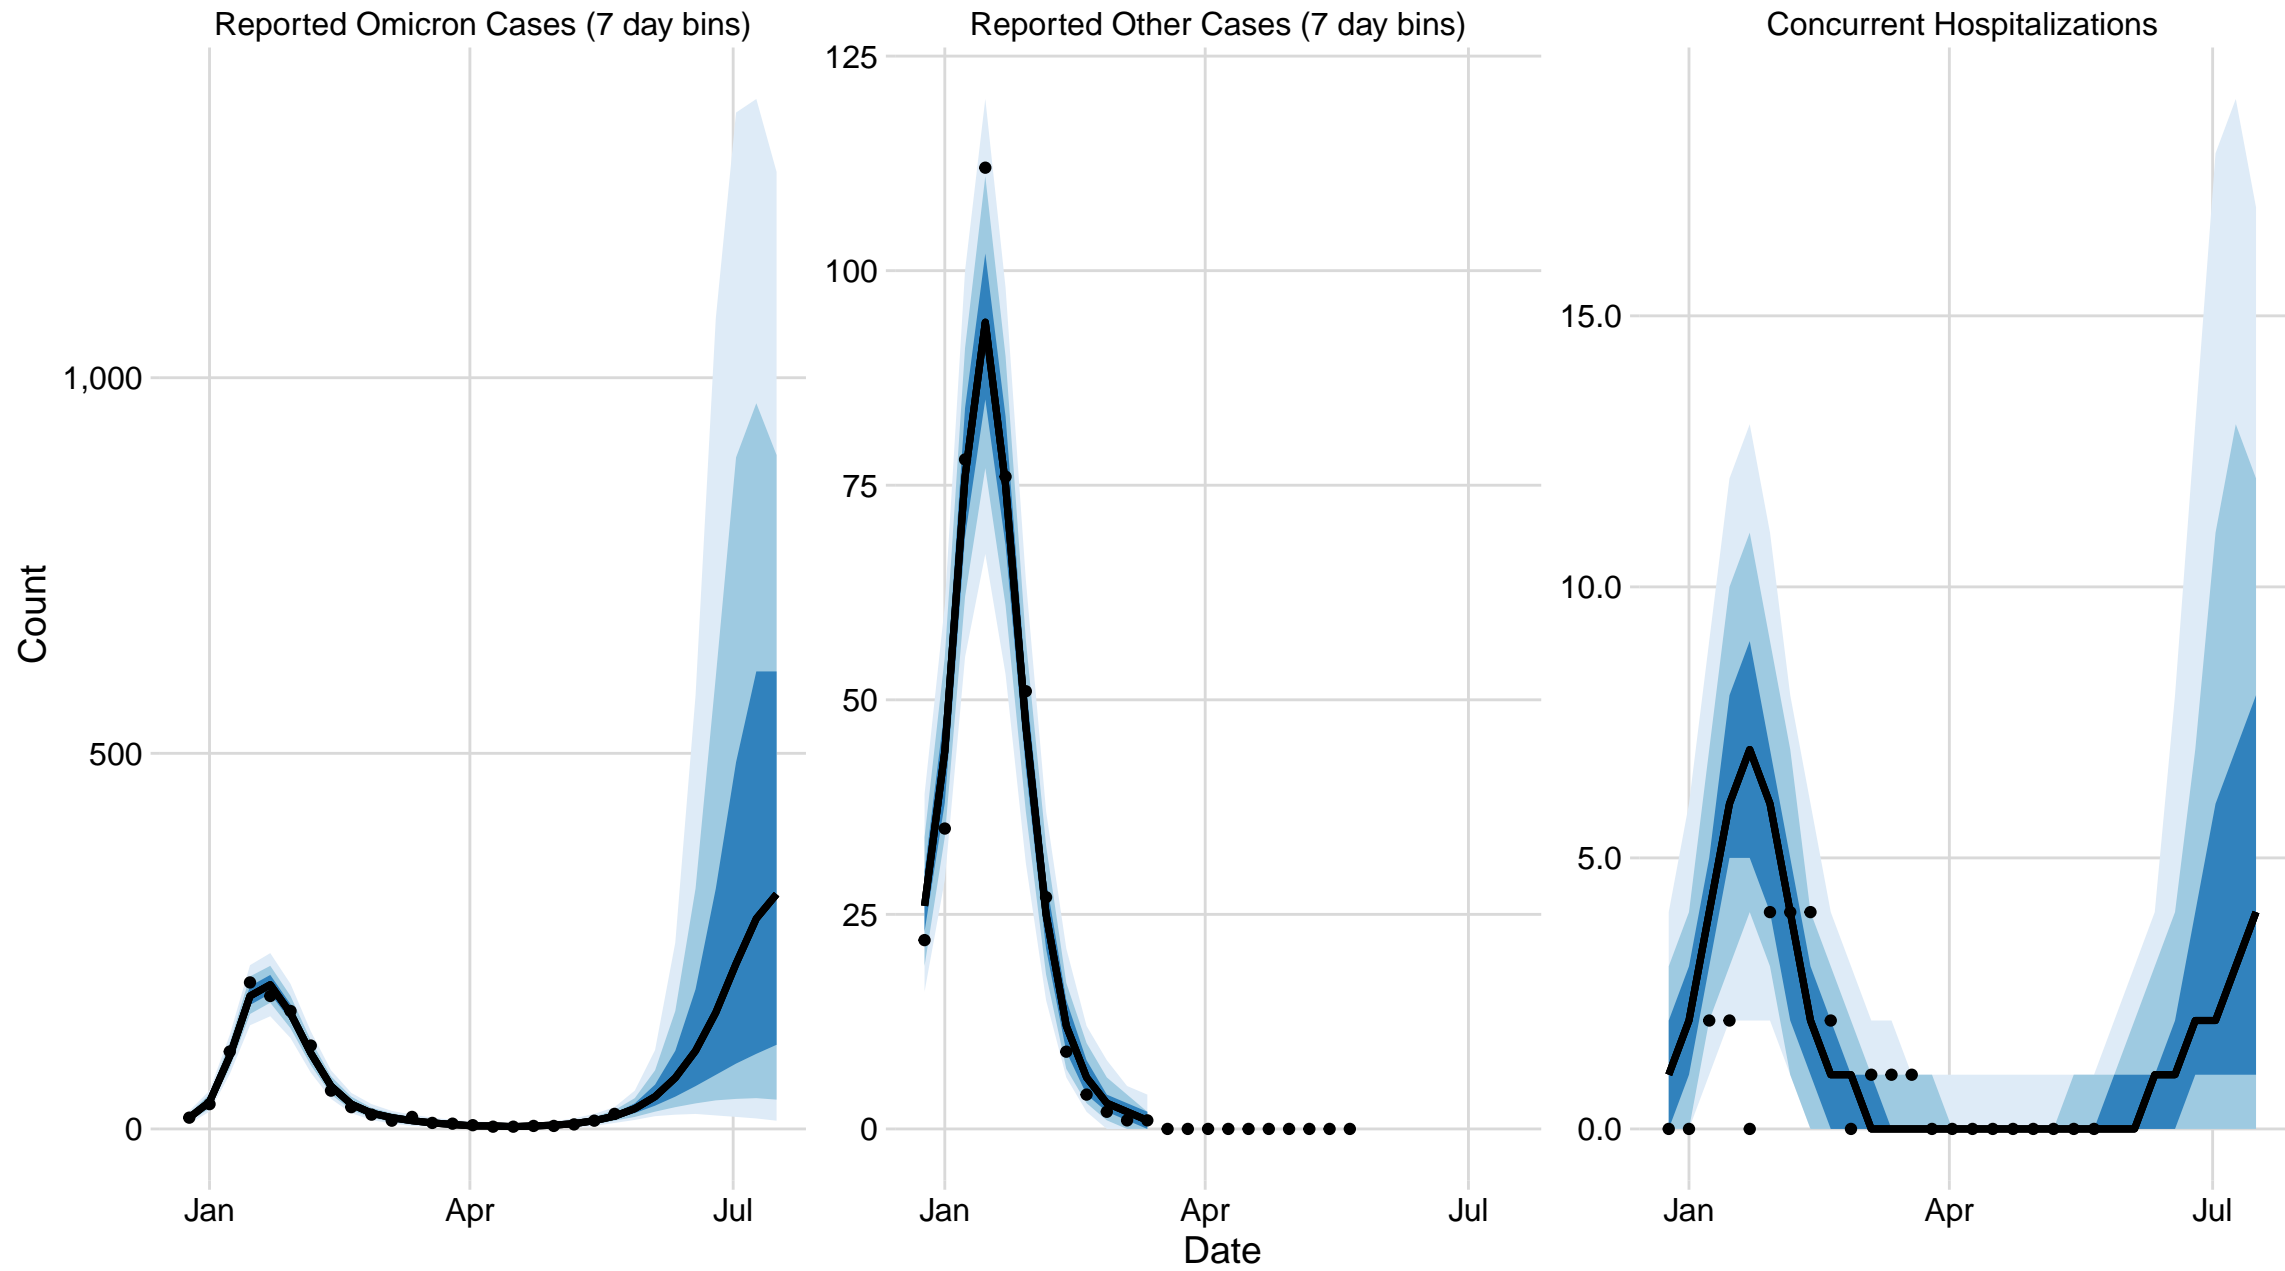 Reported Omicron Cases (7 day bins)
Reported Other Cases (7 day bins)
Concurrent Hospitalizations
Count
1,000
500
0
Jan
Apr
Jul
125
100
75
50
25
0
Jan
Apr
Jul
15.0
10.0
5.0
0.0
Jan
Apr
Jul
Date